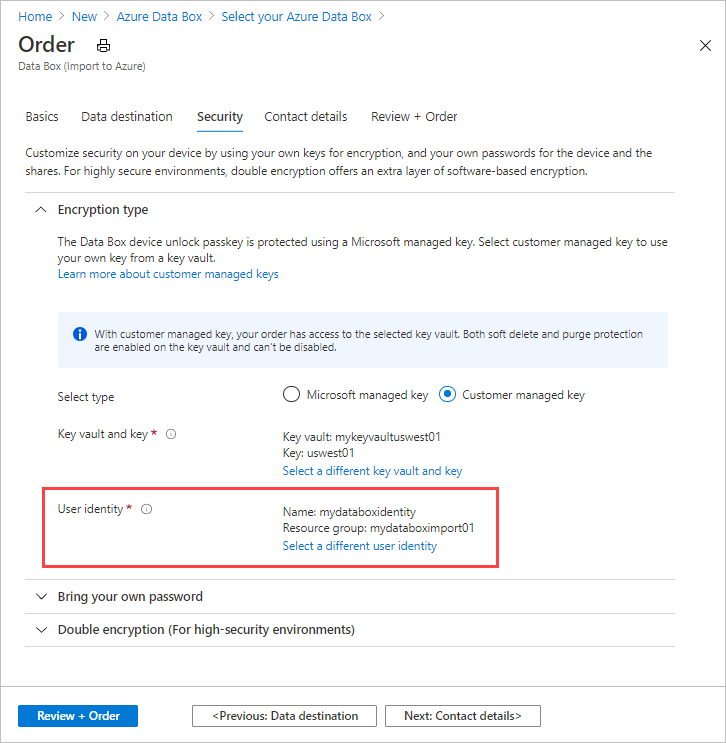 Home > New > Azure Data Box > Select your Azure Data Box >
Order
Data Box (Import to Azure)
Basics Data destination Security Contact details Review + Order
Customize security on your device by using your own keys for encryption, and your own passwords for the device and the
shares. For highly secure environments, double encryption offers an extra layer of software-based encryption.
Encryption type
The Data Box device unlock passkey is protected using a Microsoft managed key. Select customer managed key to use
your own key from a key vault.
Learn more about customer managed keys
With customer managed key, your order has access to the selected key vault. Both soft delete and purge protection
are enabled on the key vault and can't be disabled.
Select type Microsoft managed key Customer managed key
Key vault and key *
Key vault: mykeyvaultuswest01
Key: uswest01
Select a different key vault and key
User identity *
Name: mydataboxidentity
Resource group: mydataboximport01
Select a different user identity
Bring your own password
Double encryption (For high-security environments)
Review + Order <Previous: Data destination Next: Contact details>